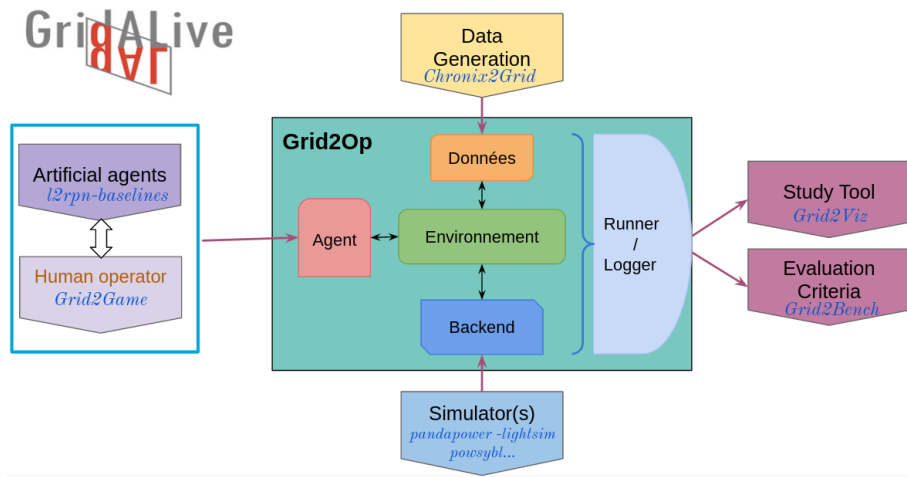 GridALive
Data
Generation
Chronix2Grid
Grid2Op
Artificial agents
l2rpn-baselines
Human operator
Grid2Game
Données
Agent
Environnement
Backend
Runner
/
Logger
Study Tool
Grid2Viz
Evaluation
Criteria
Grid2Bench
Simulator(s)
pandapower -lightsim
powsybl...